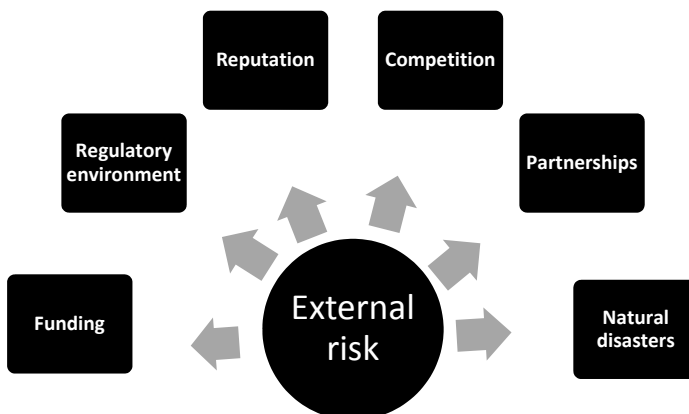 Reputation
Competition
Regulatory
environment
Partnerships
Funding
External
risk
Natural
disasters